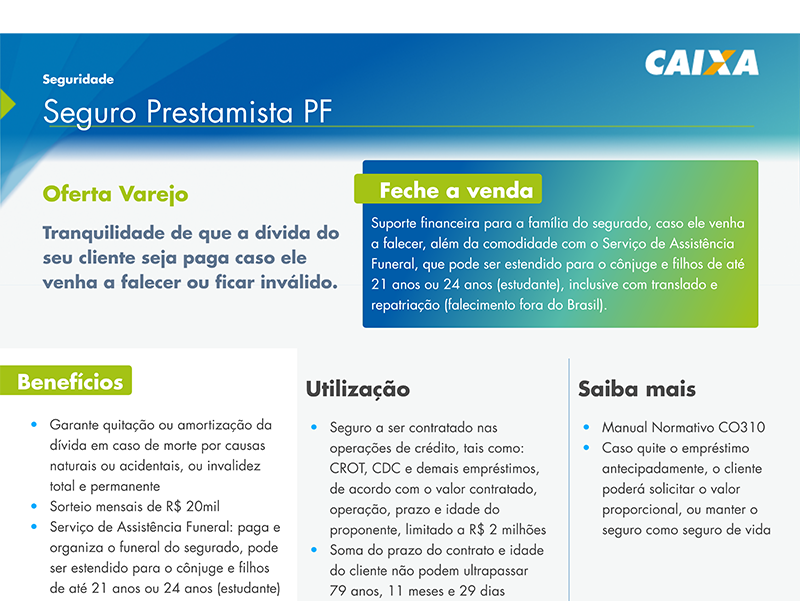 CAIXA
Seguridade
Seguro Prestamista PF
Oferta Varejo
Tranquilidade de que a dívida do
seu cliente seja paga caso ele
venha a falecer ou ficar inválido.
Feche a venda
Suporte financeira para a família do segurado, caso ele venha
a falecer, além da comodidade com o Serviço de Assistência
Funeral, que pode ser estendido para o cônjuge e filhos de até
21 anos ou 24 anos (estudante), inclusive com translado e
repatriação (falecimento fora do Brasil).
Benefícios
• Garante quitação ou amortização da
dívida em caso de morte por causas
naturais ou acidentais, ou invalidez
total e permanente
• Sorteio mensais de R$ 20mil
• Serviço de Assistência Funeral: paga e
organiza o funeral do segurado, pode
ser estendido para o cônjuge e filhos
de até 21 anos ou 24 anos (estudante)
Utilização
• Seguro a ser contratado nas
operações de crédito, tais como:
CROT, CDC e demais empréstimos,
de acordo com o valor contratado,
operação, prazo e idade do
proponente, limitado a R$ 2 milhões
• Soma do prazo do contrato e idade
do cliente não podem ultrapassar
79 anos, 11 meses e 29 dias
Saiba mais
• Manual Normativo CO310
• Caso quite o empréstimo
antecipadamente, o cliente
poderá solicitar o valor
proporcional, ou manter o
seguro como seguro de vida